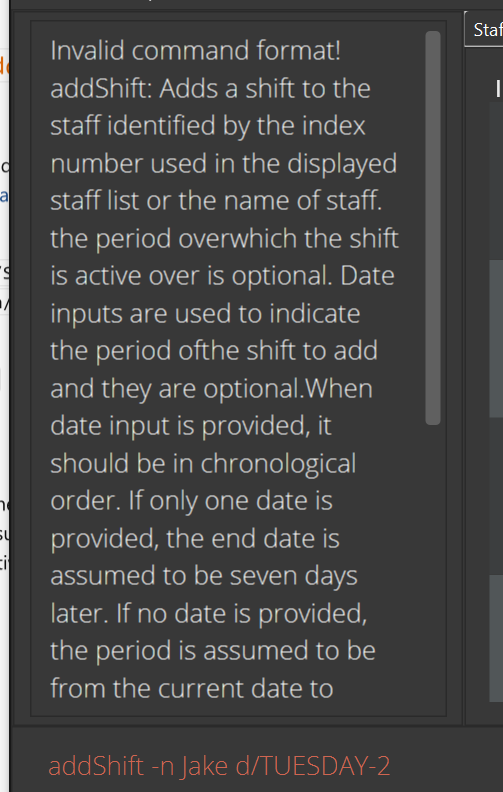 Staf
Invalid command format!
addShift: Adds a shift to the
staff identified by the index
number used in the displayed
staff list or the name of staff.
the period overwhich the shift
is active over is optional. Date
inputs are used to indicate
the period ofthe shift to add
and they are optional.When
date input is provided, it
should be in chronological
order. If only one date is
provided, the end date is
assumed to be seven days
later. If no date is provided,
the period is assumed to be
from the current date to
addShift -n Jake d/TUESDAY-2